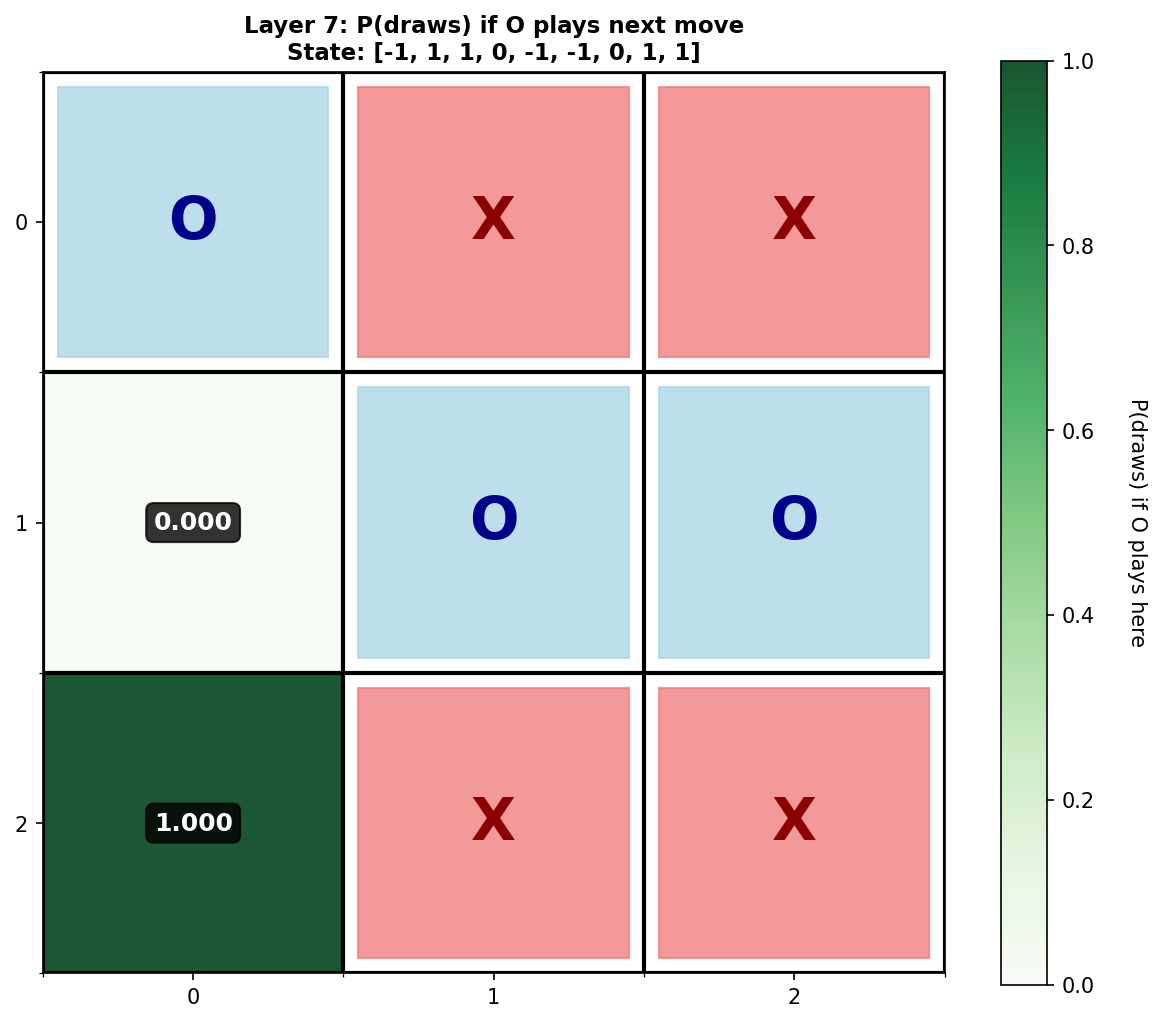 Layer 7: P(draws) if O plays next move
State: [-1, 1, 1, 0, -1, -1, 0, 1, 1]
0
O
X
X
1
0.000
O
O
2
1.000
X
X
0
1
2
1.0
0.8
0.6
0.4
0.2
0.0
P(draws) if O plays here